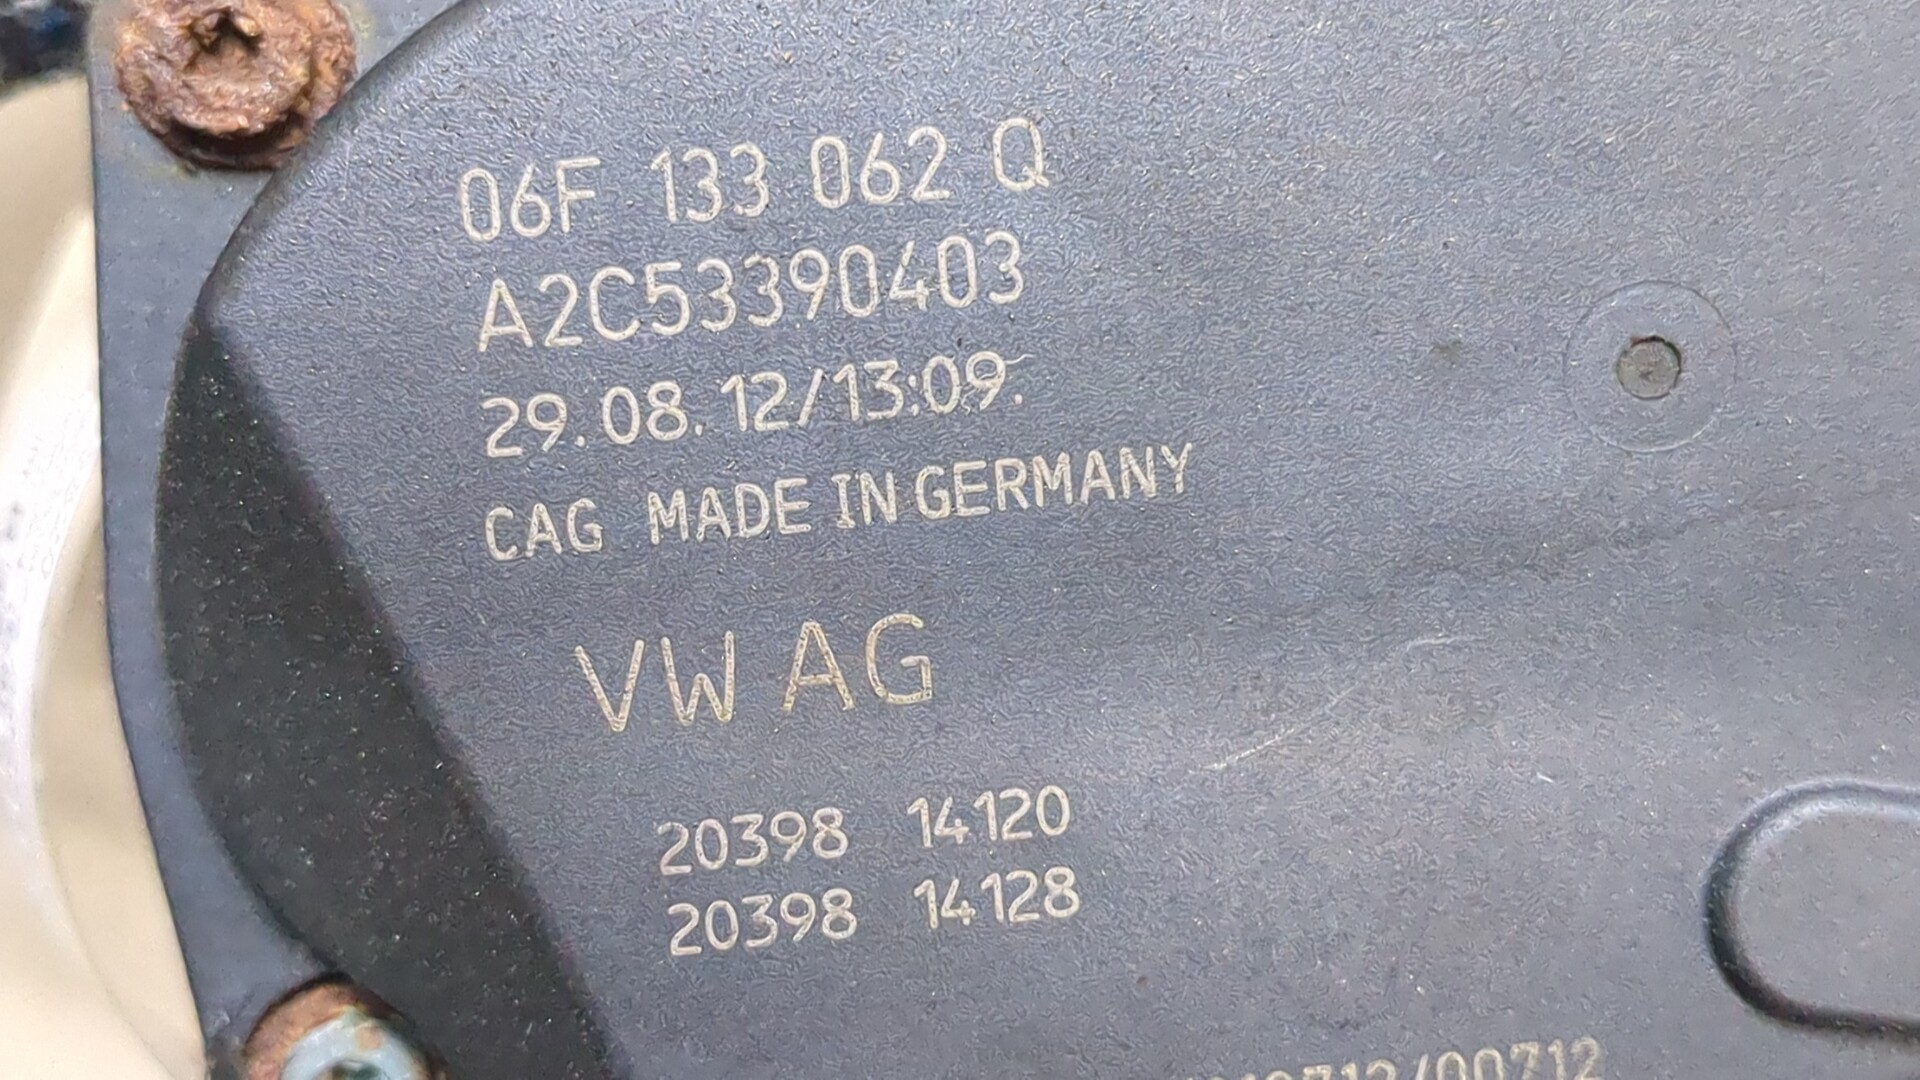 06F 133 062 Q
A2C53390403
29.08.12/13:09.
CAG MADE IN GERMANY
VW AG
20398 14120
20398 14128